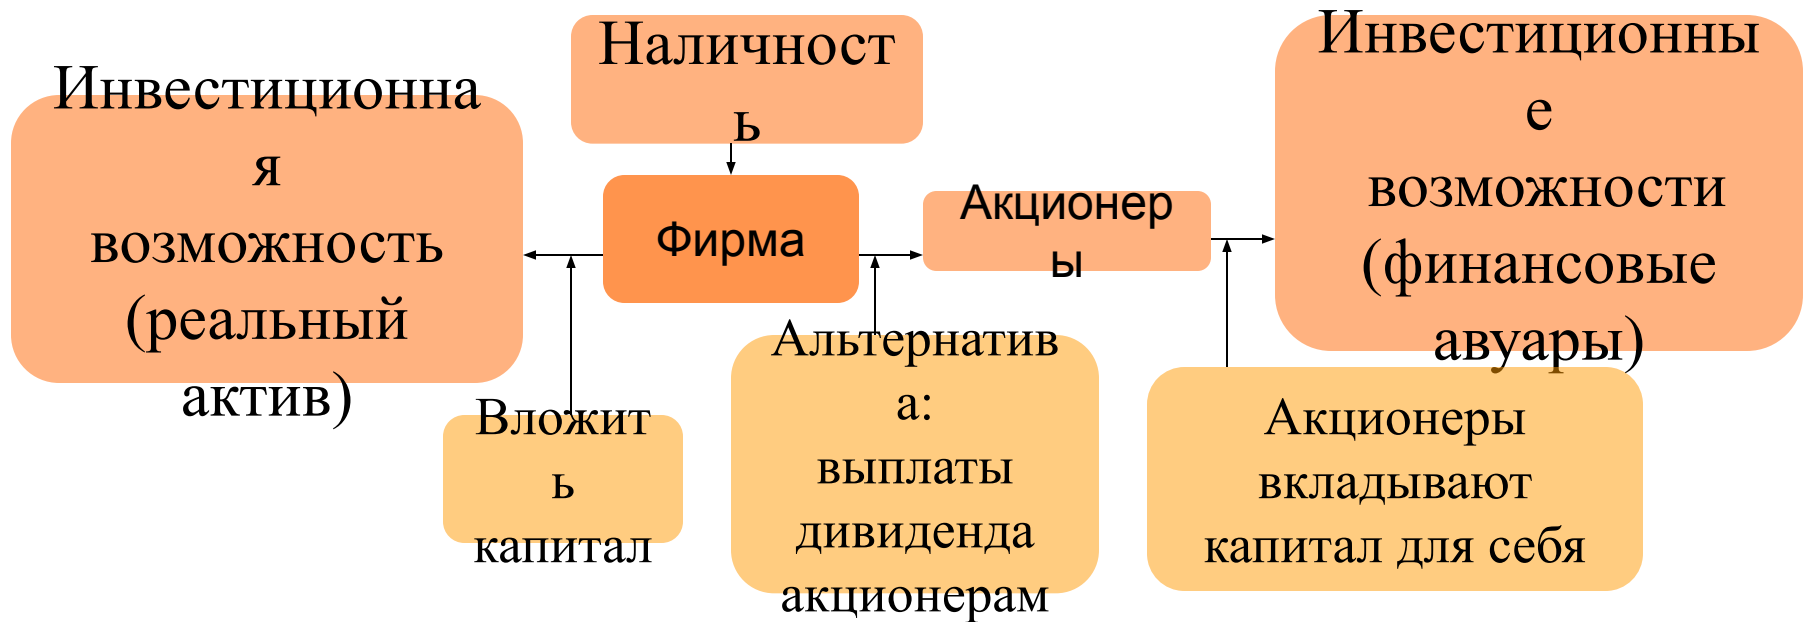 Инвестиционна
я
возможность
(реальный
актив)
Наличност
ь
Фирма
Акционер
ы
Инвестиционны
е
возможности
(финансовые
авуары)
Вложит
ь
капитал
Альтернатив
а:
выплаты
дивиденда
акционерам
Акционеры
вкладывают
капитал для себя